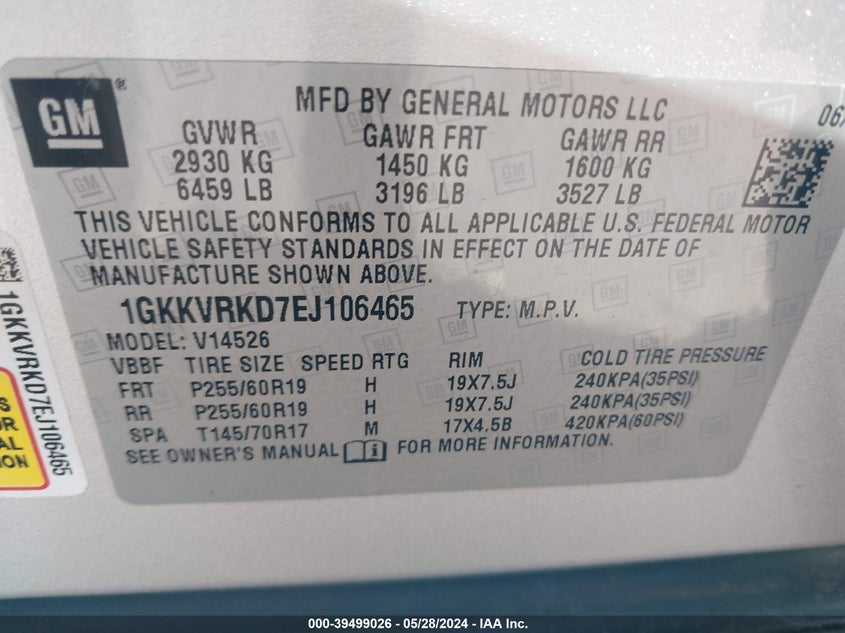 GM
®
MFD BY GENERAL MOTORS LLC
06/
GVWR GAWR FRT GAWR RR
2930 KG 1450 KG 1600 KG
6459 LB 3196 LB 3527 LB
THIS VEHICLE CONFORMS TO ALL APPLICABLE U.S. FEDERAL MOTOR
VEHICLE SAFETY STANDARDS IN EFFECT ON THE DATE OF
MANUFACTURE SHOWN ABOVE.
1GKKVRKD7EJ106465 TYPE: M.P.V.
MODEL: V14526
VBBF TIRE SIZE SPEED RTG RIM COLD TIRE PRESSURE
FRT P255/60R19 H 19X7.5J 240KPA(35PSI)
RR P255/60R19 H 19X7.5J 240KPA(35PSI)
SPA T145/70R17 M 17X4.5B 420KPA(60PSI)
SEE OWNER'S MANUAL FOR MORE INFORMATION.
1GKKVRKD7EJ106465
000-39499026 - 05/28/2024 - IAA Inc.